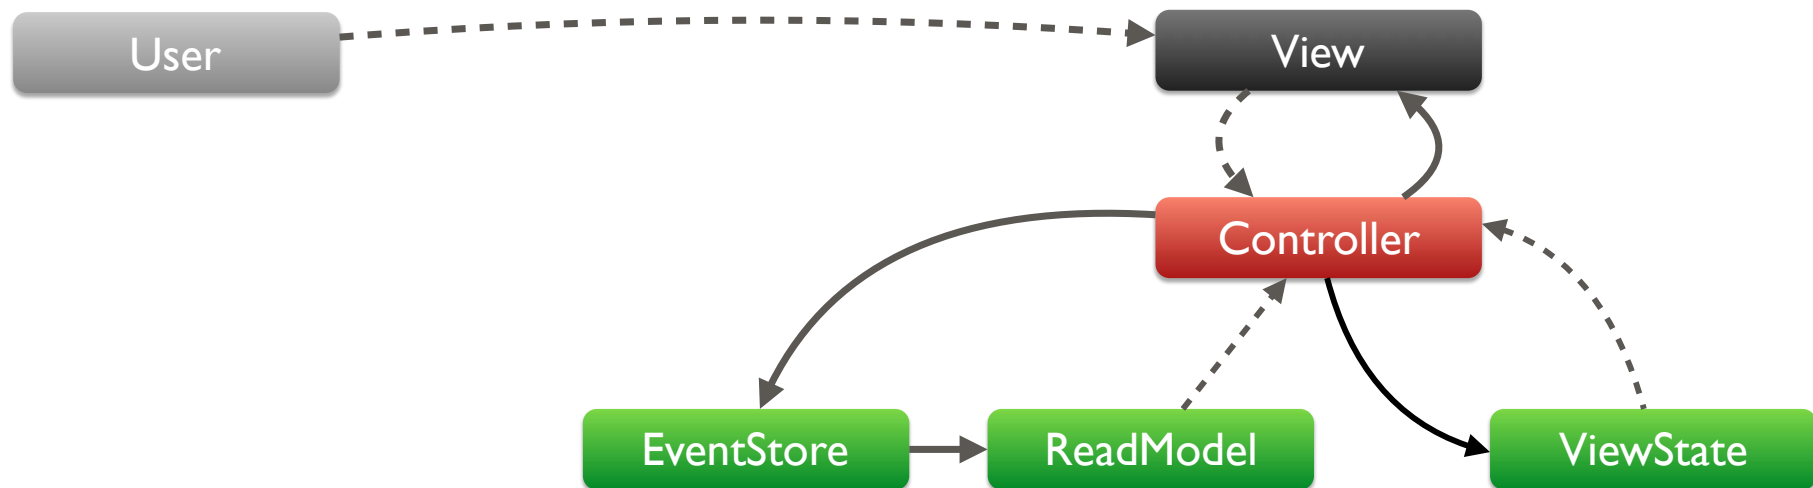 User
View
Controller
EventStore
ReadModel
ViewState